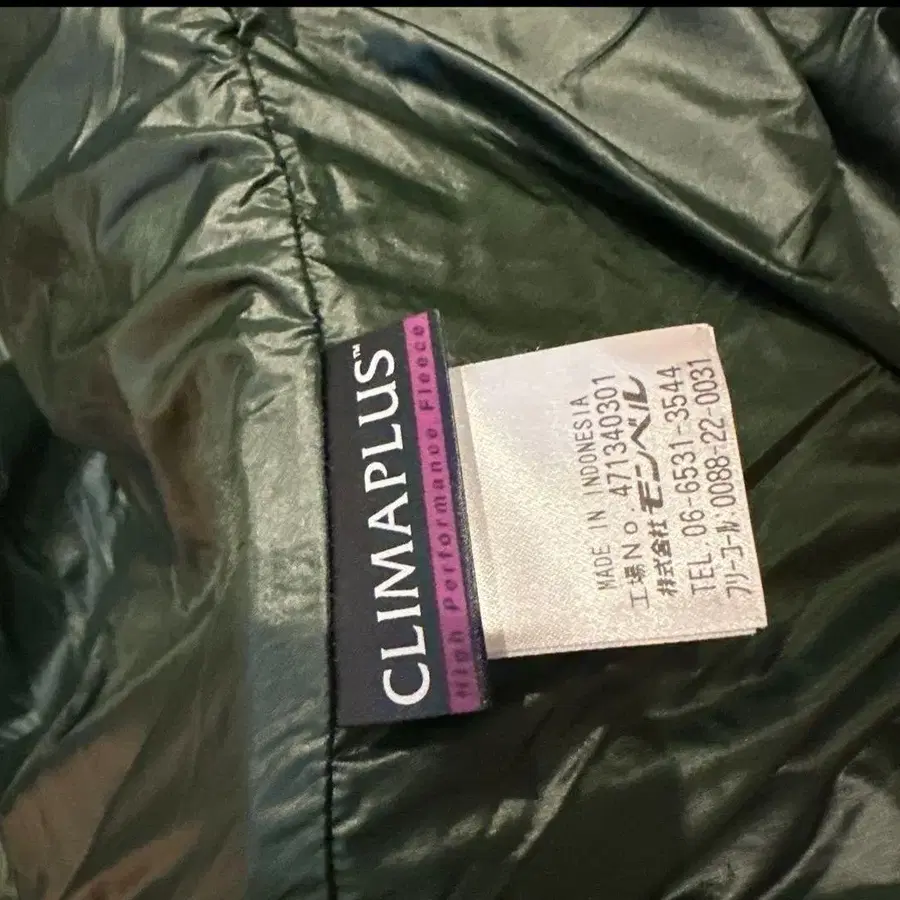 CLIMAPLUS™
High Performance Fleece
MADE IN INDONESIA
工場No 471340301
株式会社 モンベル
TEL.06-6531-3544
フリーコール.0088-22-0031